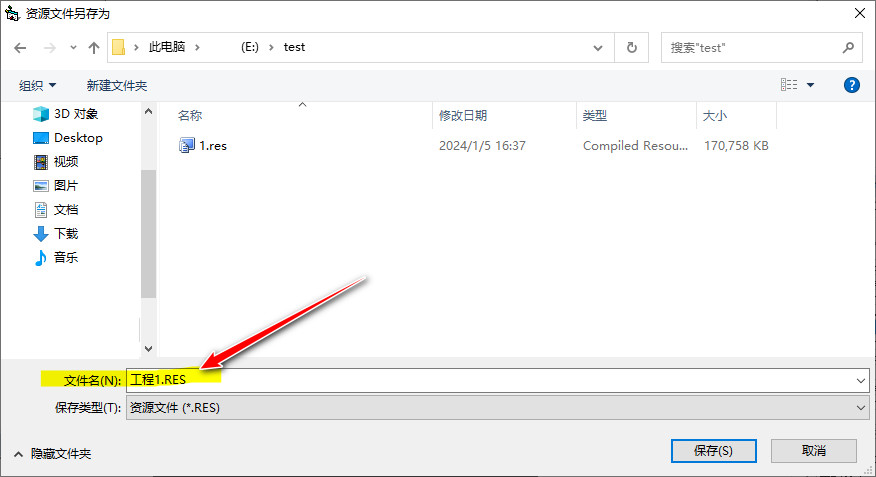 资源文件另存为
此电脑 (E:) test
搜索"test"
组织 新建文件夹
3D 对象
Desktop
视频
图片
文档
下载
音乐
名称 修改日期 类型 大小
1.res 2024/1/5 16:37 Compiled Resou... 170,758 KB
文件名(N): 工程1.RES
保存类型(T): 资源文件 (*.RES)
隐藏文件夹
保存(S) 取消